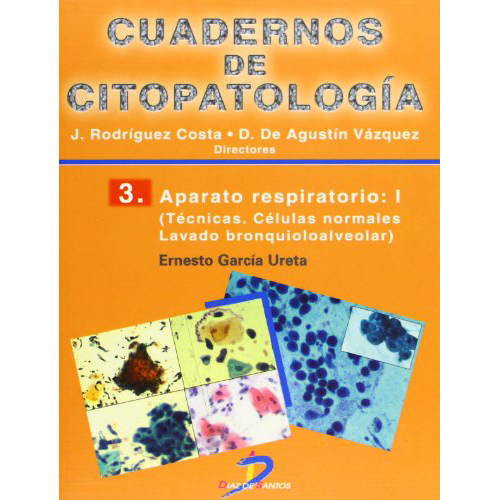 CUADERNOS
DE
CITOPATOLOGÍA
J. Rodríguez Costa • D. De Agustín Vázquez
Directores
3. Aparato respiratorio: I
(Técnicas. Células normales
Lavado bronquioloalveolar)
Ernesto García Ureta
DIAZ DE SANTOS